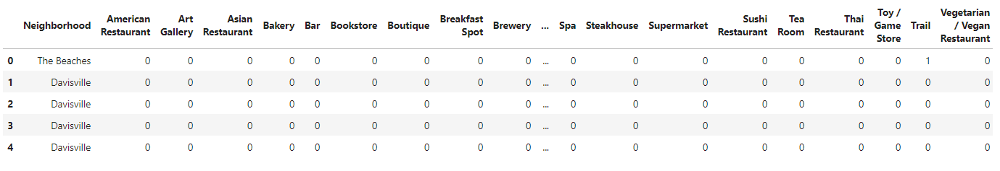 Neighborhood American Restaurant Art Gallery Asian Restaurant Bakery Bar Bookstore Boutique Breakfast Spot Brewery ... Spa Steakhouse Supermarket Sushi Restaurant Tea Room Thai Restaurant Toy / Game Store Trail Vegetarian / Vegan Restaurant
0 The Beaches 0 0 0 0 0 0 0 0 0 ... 0 0 0 0 0 0 0 1 0
1 Davisville 0 0 0 0 0 0 0 0 0 ... 0 0 0 0 0 0 0 0 0
2 Davisville 0 0 0 0 0 0 0 0 0 ... 0 0 0 0 0 0 0 0 0
3 Davisville 0 0 0 0 0 0 0 0 0 ... 0 0 0 0 0 0 0 0 0
4 Davisville 0 0 0 0 0 0 0 0 0 ... 0 0 0 0 0 0 0 0 0